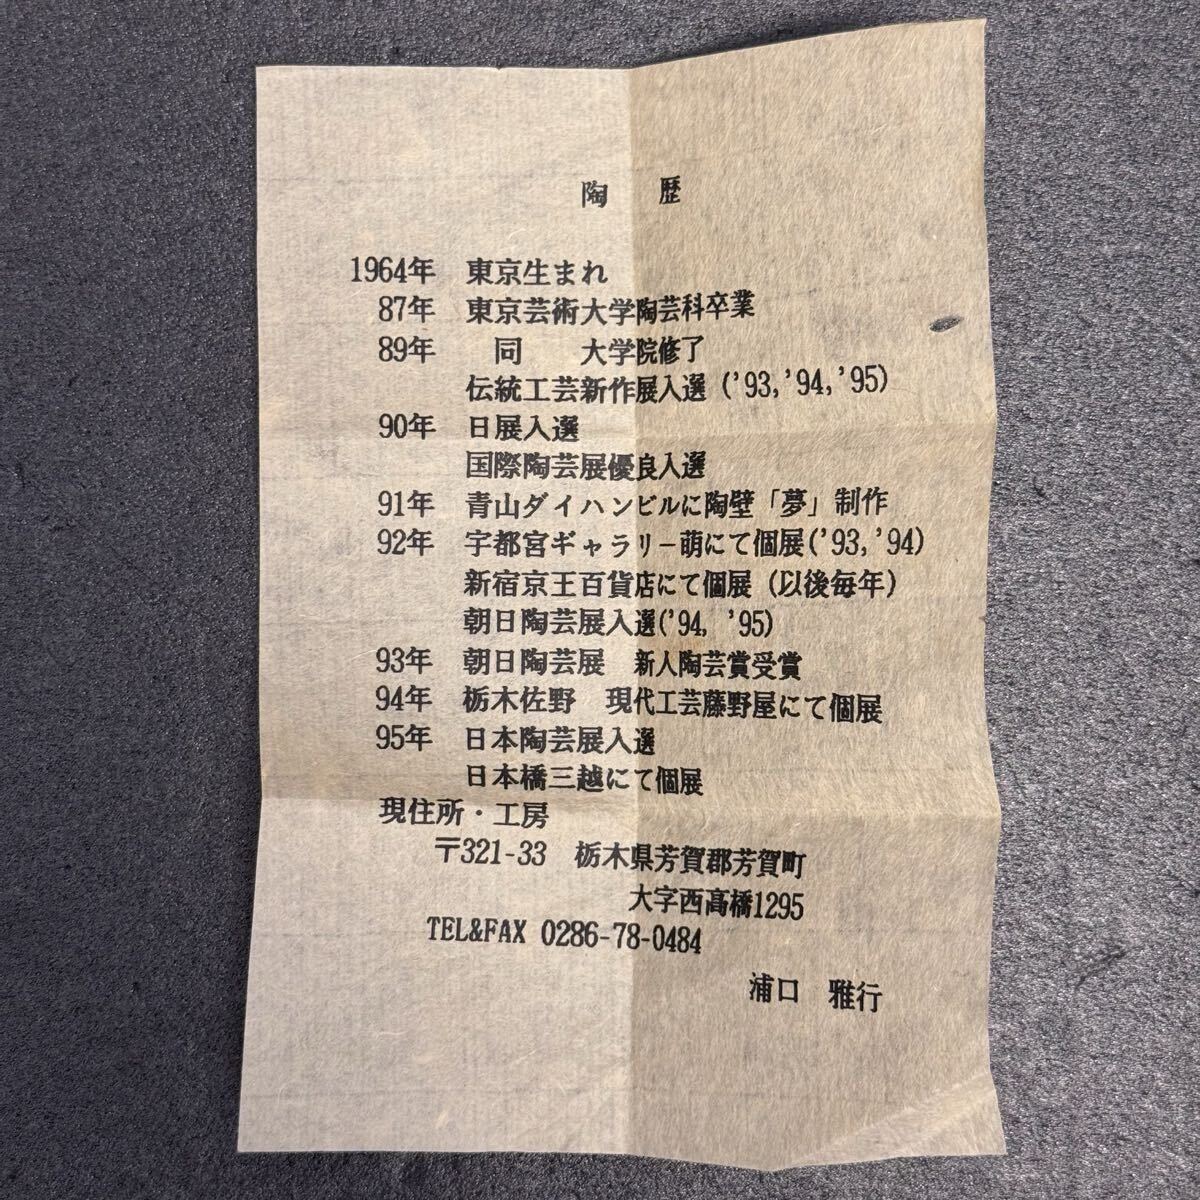 陶　歴
1964年　東京生まれ
87年　東京芸術大学陶芸科卒業
89年　同　　大学院修了
伝統工芸新作展入選（'93,'94,'95）
90年　日展入選
国際陶芸展優良入選
91年　青山ダイハンビルに陶壁「夢」制作
92年　宇都宮ギャラリー萌にて個展('93,'94)
新宿京王百貨店にて個展（以後毎年）
朝日陶芸展入選('94, '95)
93年　朝日陶芸展　新人陶芸賞受賞
94年　栃木佐野　現代工芸藤野屋にて個展
95年　日本陶芸展入選
日本橋三越にて個展
現住所・工房
〒321-33　栃木県芳賀郡芳賀町
大字西高橋1295
TEL&FAX 0286-78-0484
浦口　雅行